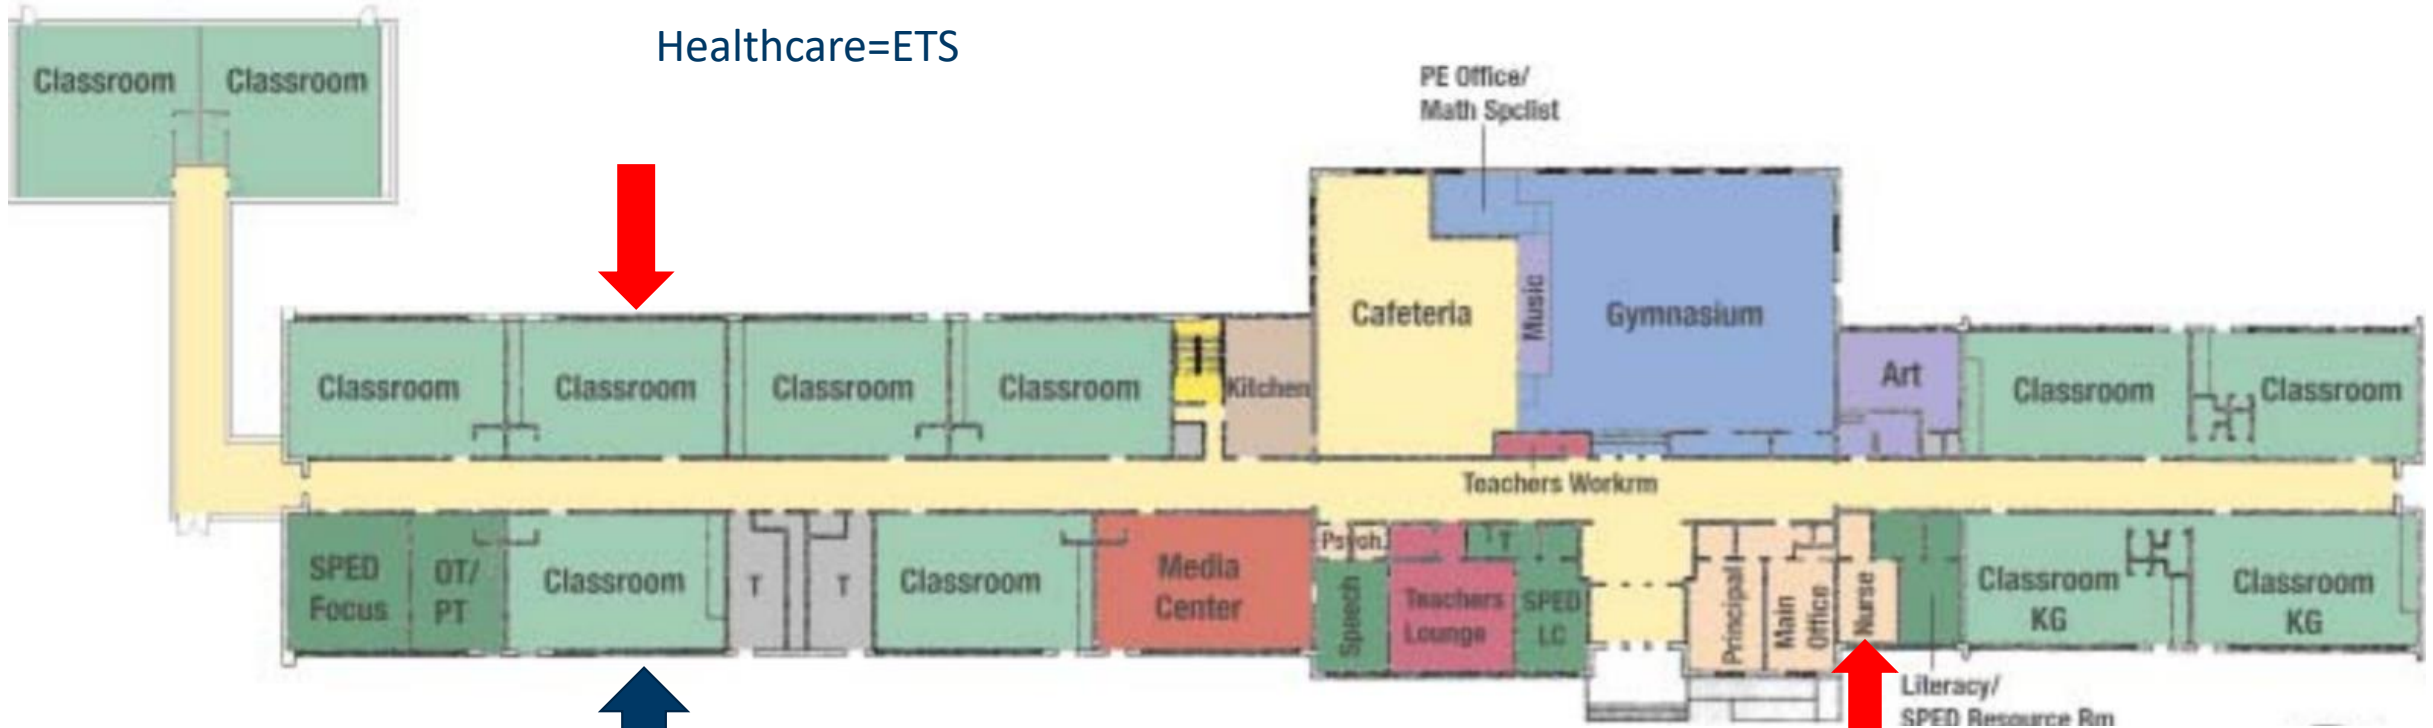 Healthcare=ETS
Classroom
Classroom
PE Office/
Math Spclist
Cafeteria
Music
Gymnasium
Classroom
Classroom
Classroom
Classroom
Kitchen
Art
Classroom
Classroom
Teachers Workrm
SPED
Focus
OT/
PT
Classroom
T
T
Classroom
Media
Center
Psych.
Speech
Teachers
Lounge
T
SPED
LC
Principal
Main
Office
Nurse
Classroom
KG
Classroom
KG
Literacy/
SPED Resource Rm